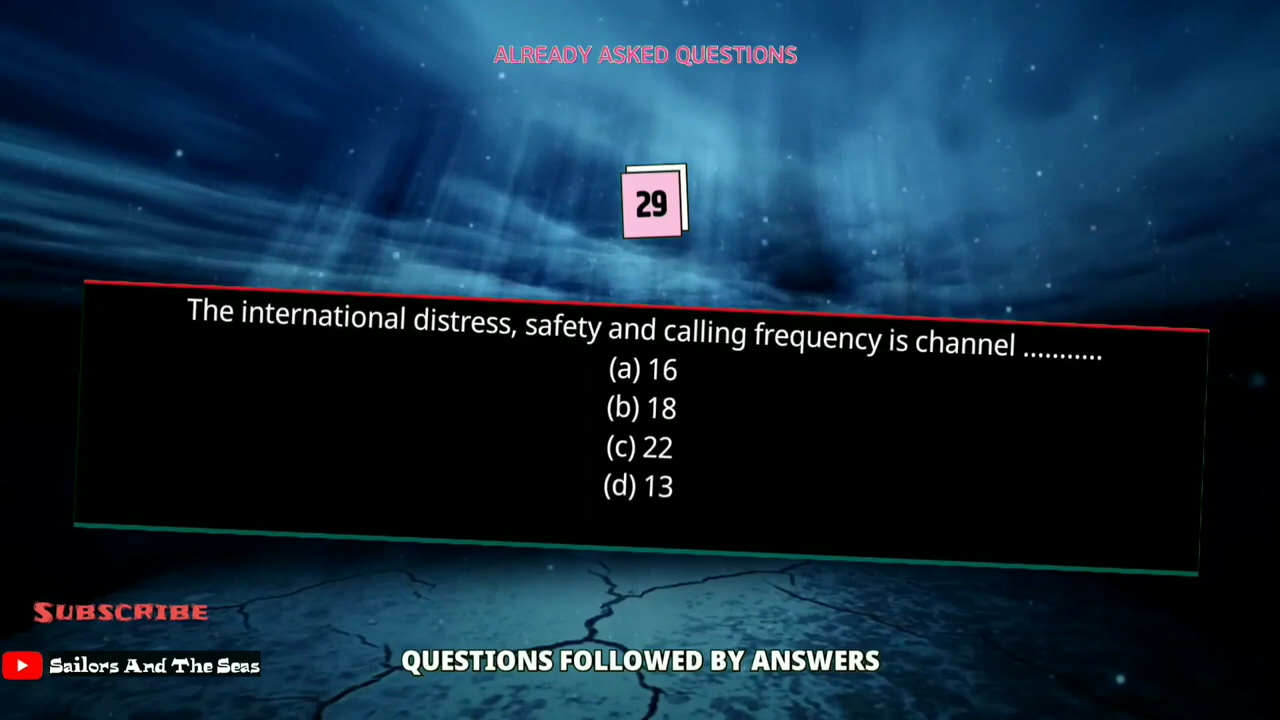 ALREADY ASKED QUESTIONS
29
The international distress, safety and calling frequency is channel ...........
(a) 16
(b) 18
(c) 22
(d) 13
SUBSCRIBE
Sailors And The Seas
QUESTIONS FOLLOWED BY ANSWERS